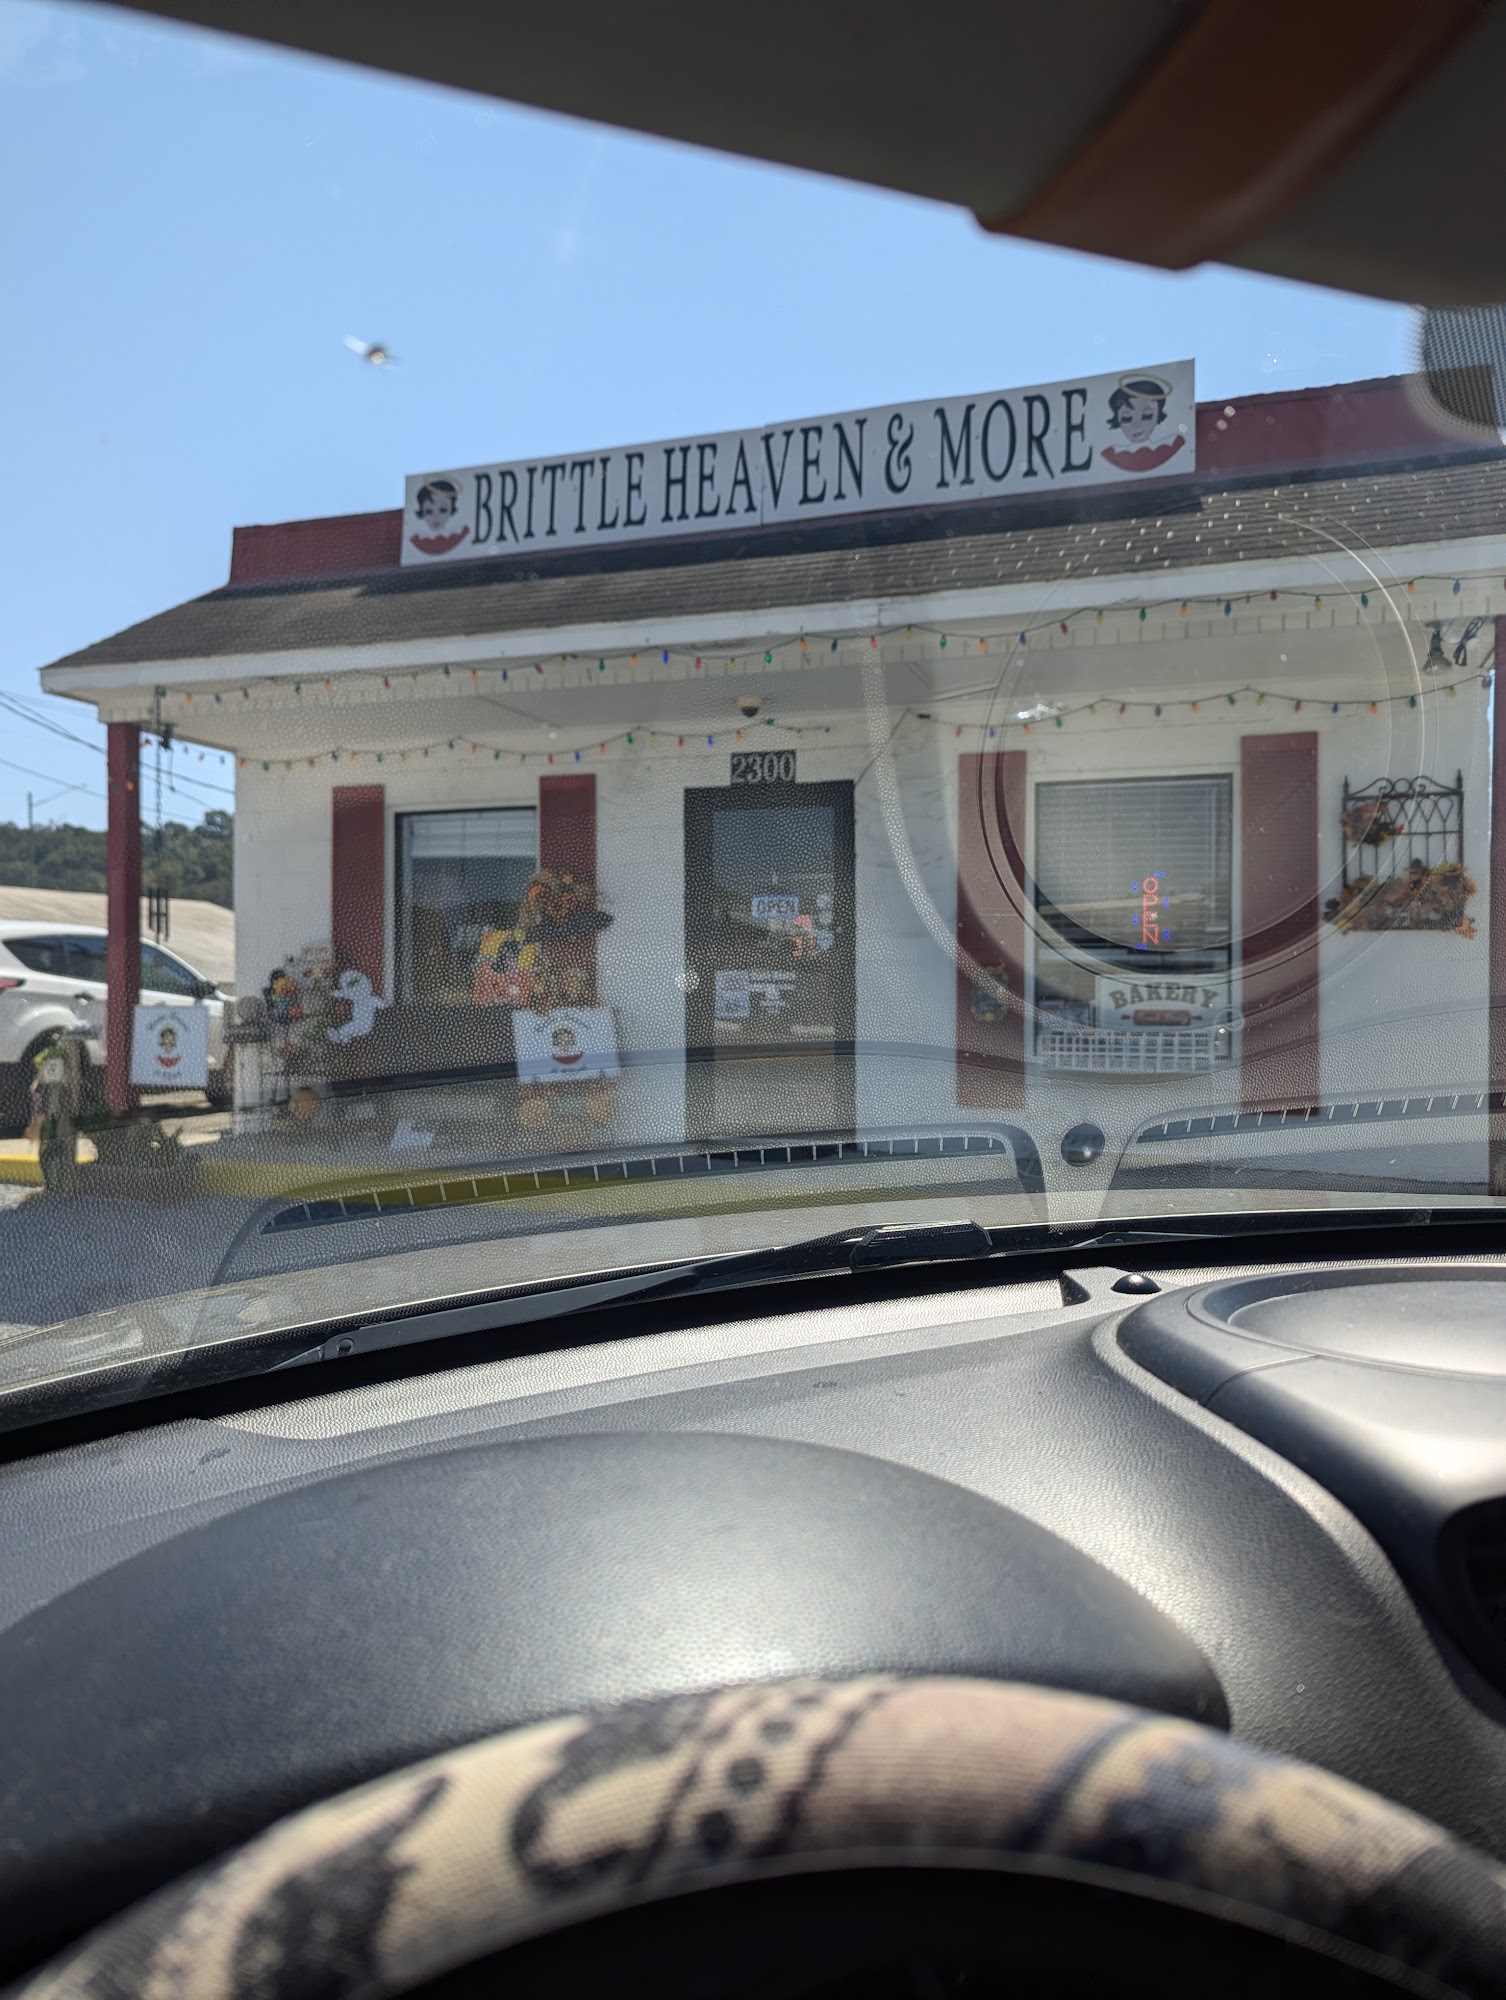 BRITTLE HEAVEN & MORE
2300
OPEN
OPEN
BAKERY